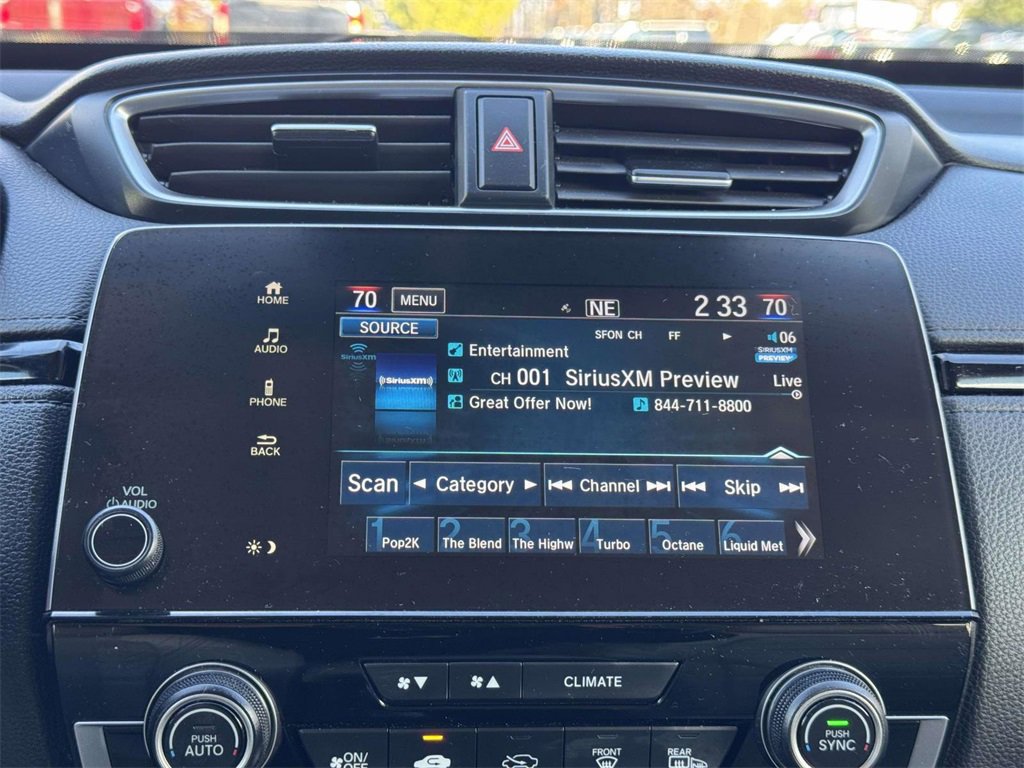 HOME
AUDIO
PHONE
BACK
VOL
AUDIO
70 MENU NE 2 33 70
SOURCE SFON CH FF 06
SiriusXM
SIRIUSXM
PREVIEW
((SiriusXM))
Entertainment
CH 001 SiriusXM Preview Live
Great Offer Now! 844-711-8800
Scan Category Channel Skip
1 Pop2K 2 The Blend 3 The Highw 4 Turbo 5 Octane 6 Liquid Met
CLIMATE
PUSH
AUTO
ON/
OFF
FRONT
REAR
PUSH
SYNC